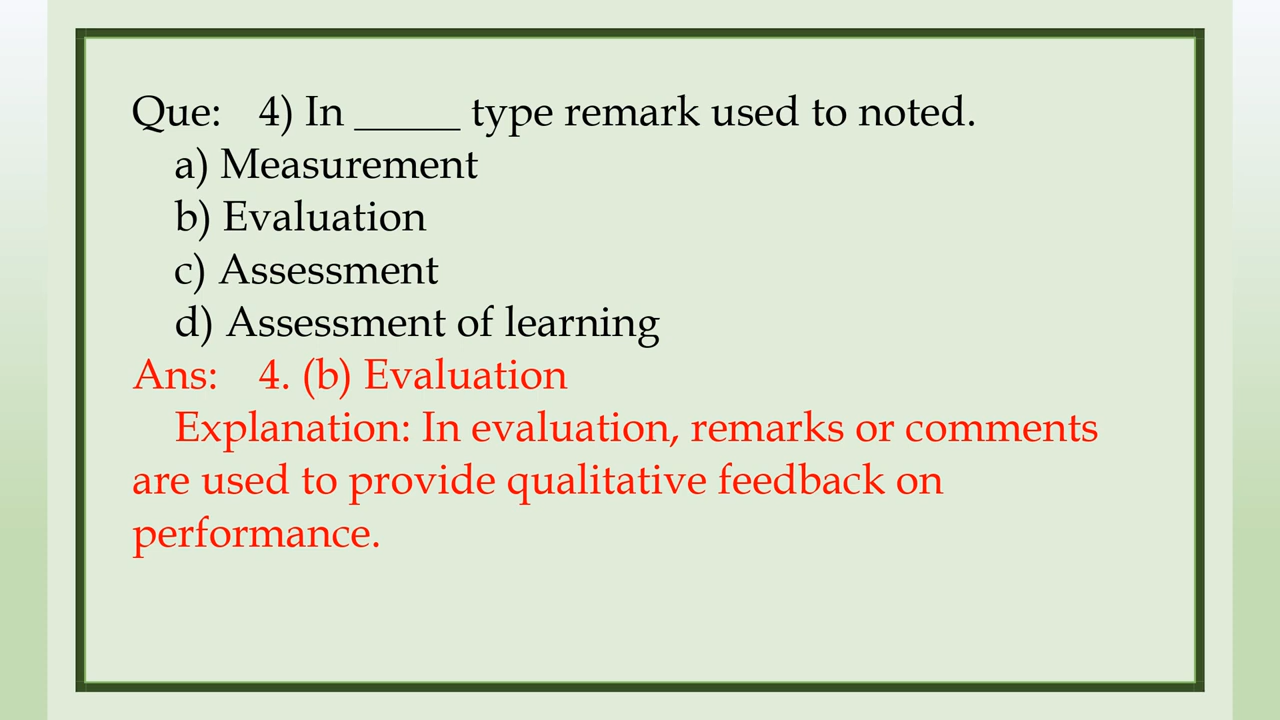 Que: 4) In _____ type remark used to noted.
a) Measurement
b) Evaluation
c) Assessment
d) Assessment of learning
Ans: 4. (b) Evaluation
Explanation: In evaluation, remarks or comments
are used to provide qualitative feedback on
performance.